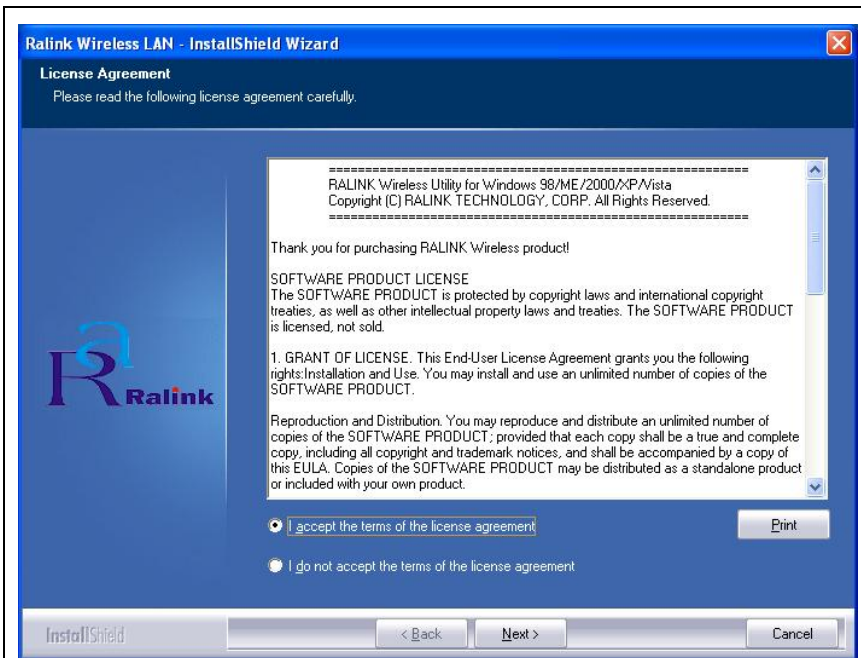 Ralink Wireless LAN - InstallShield Wizard
License Agreement
Please read the following license agreement carefully.
==========================================================
RALINK Wireless Utility for Windows 98/ME/2000/XP/Vista
Copyright (C) RALINK TECHNOLOGY, CORP. All Rights Reserved.
==========================================================
Thank you for purchasing RALINK Wireless product!
SOFTWARE PRODUCT LICENSE
The SOFTWARE PRODUCT is protected by copyright laws and international copyright
treaties, as well as other intellectual property laws and treaties. The SOFTWARE PRODUCT
is licensed, not sold.
1. GRANT OF LICENSE. This End-User License Agreement grants you the following
rights:Installation and Use. You may install and use an unlimited number of copies of the
SOFTWARE PRODUCT.
Reproduction and Distribution. You may reproduce and distribute an unlimited number of
copies of the SOFTWARE PRODUCT; provided that each copy shall be a true and complete
copy, including all copyright and trademark notices, and shall be accompanied by a copy of
this EULA. Copies of the SOFTWARE PRODUCT may be distributed as a standalone product
or included with your own product.
Ra Ralink
I accept the terms of the license agreement
Print
I do not accept the terms of the license agreement
InstallShield
< Back
Next >
Cancel